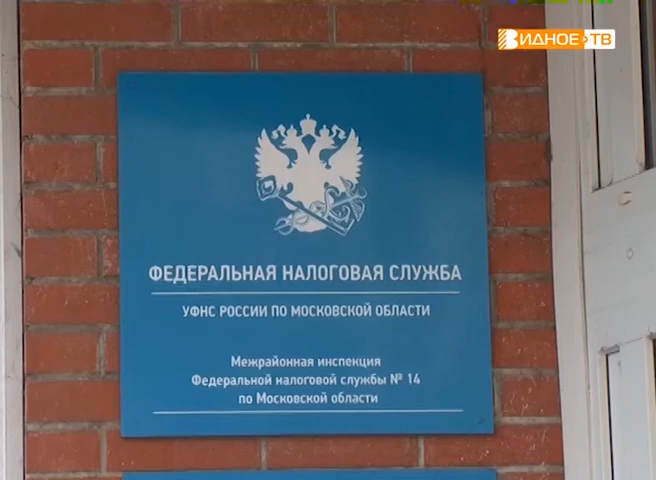 ВИДНОЕ-ТВ
ФЕДЕРАЛЬНАЯ НАЛОГОВАЯ СЛУЖБА
УФНС РОССИИ ПО МОСКОВСКОЙ ОБЛАСТИ
Межрайонная инспекция
Федеральной налоговой службы № 14
по Московской области